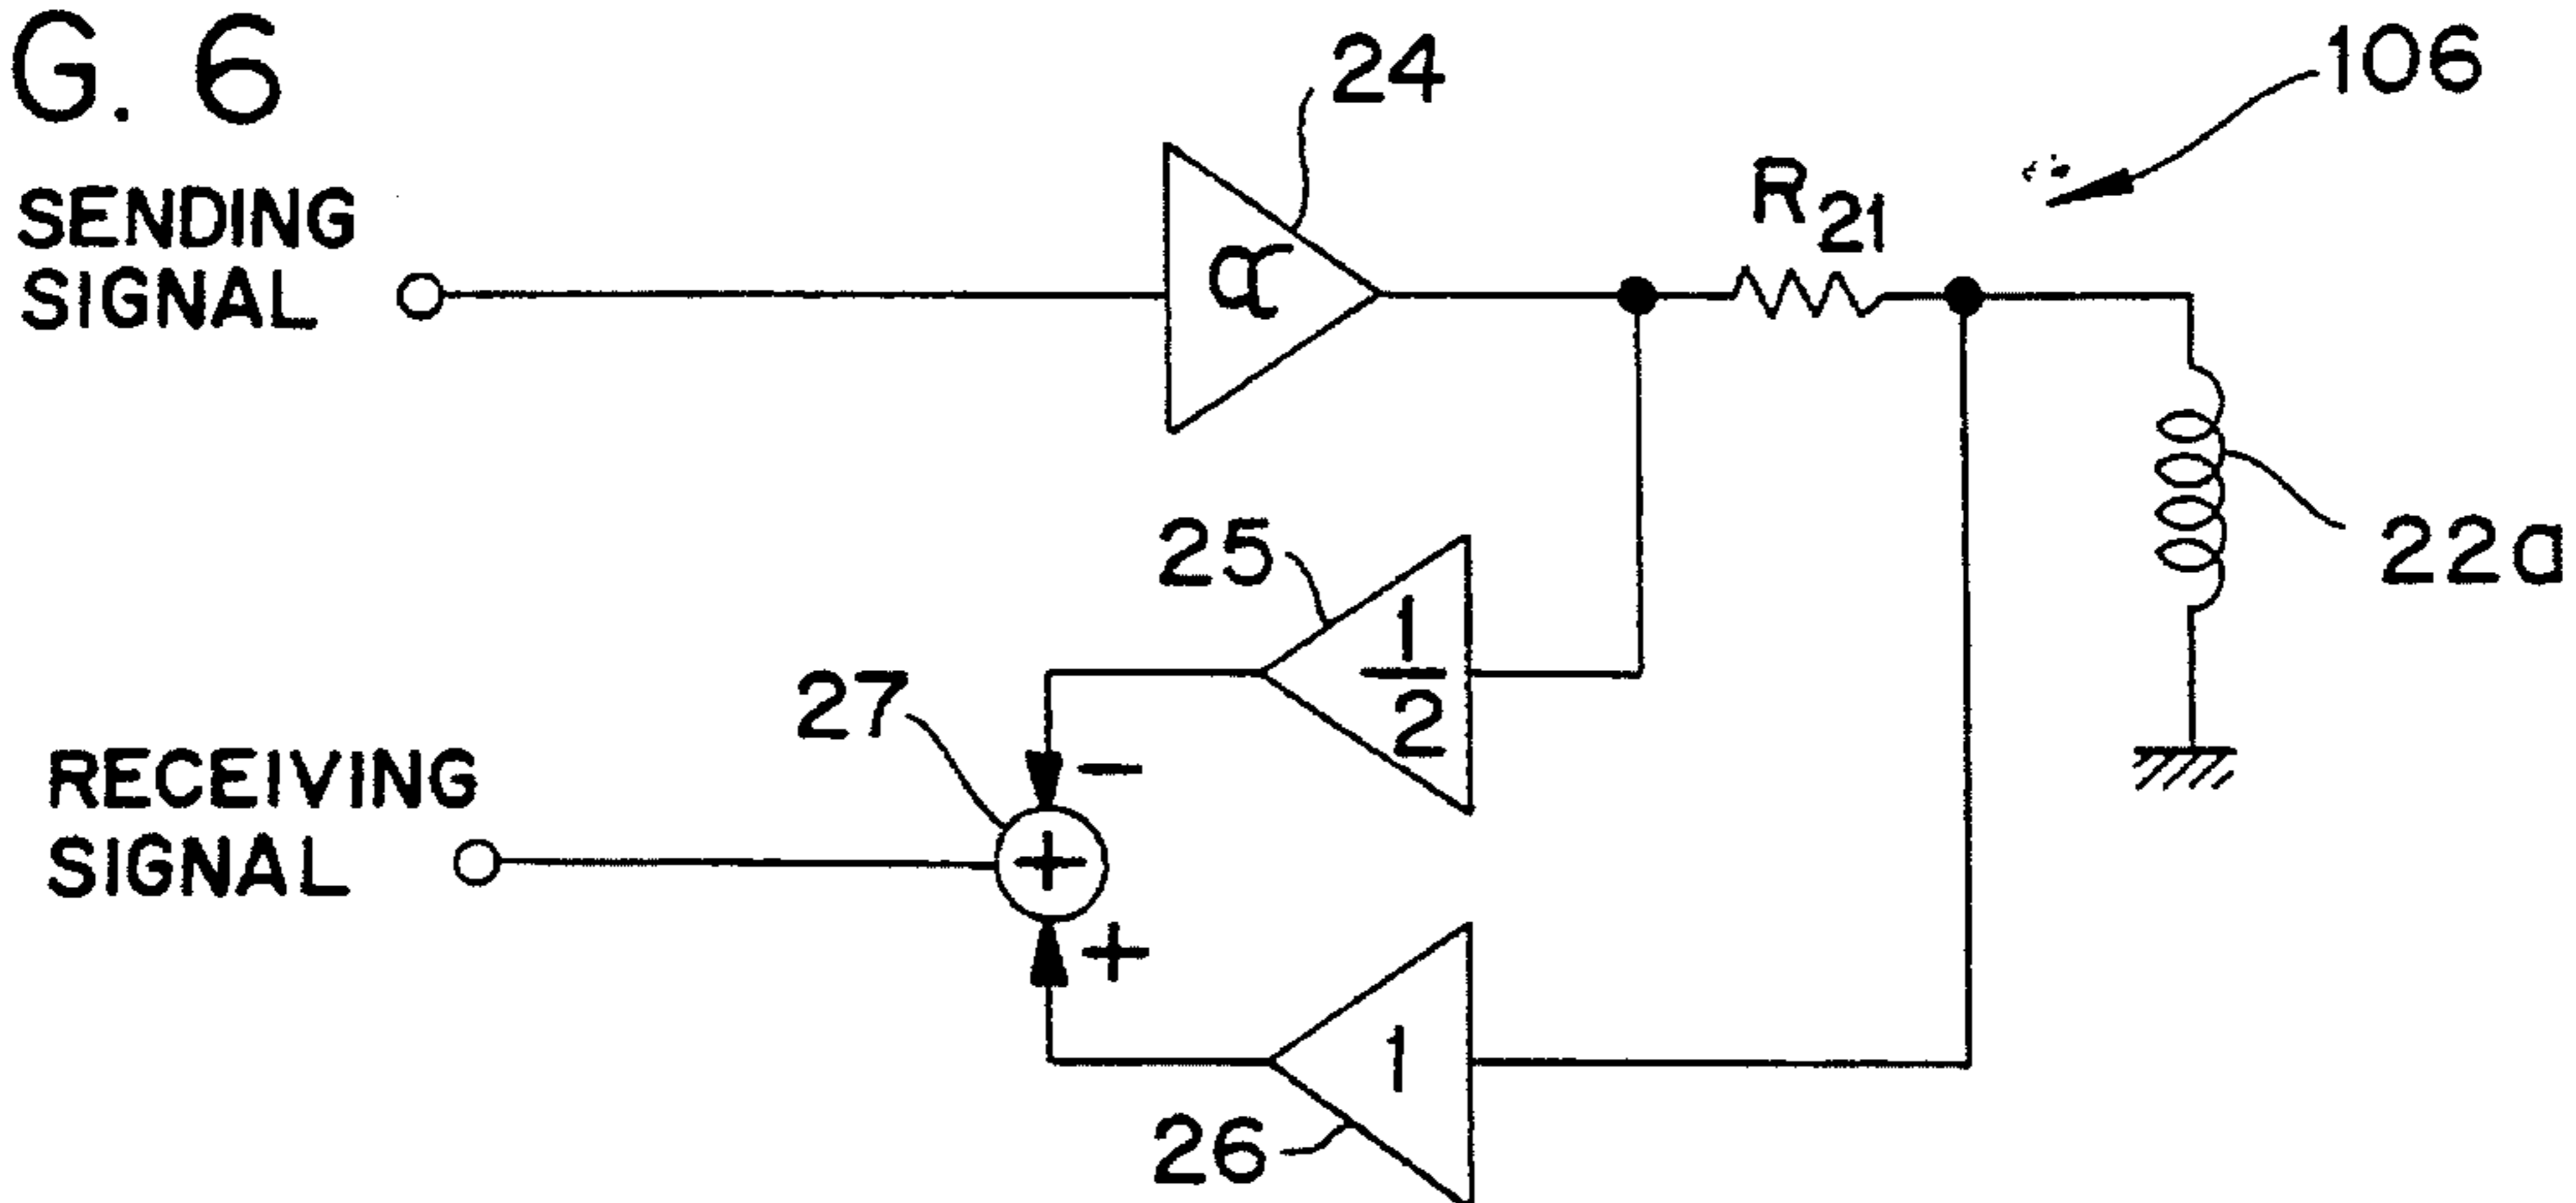 G. 6
24
106
SENDING
SIGNAL
α
R21
25
1
2
22a
27
-
RECEIVING
SIGNAL
+
+
1
26